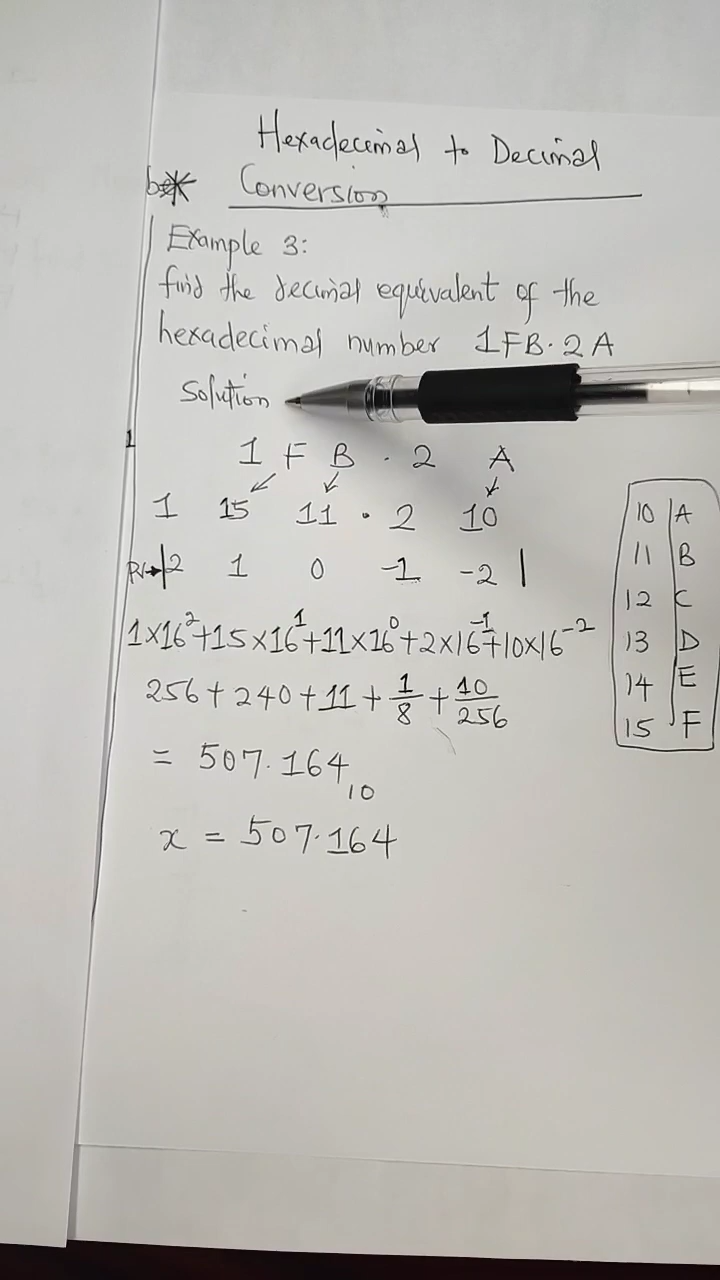 Hexadecimal to Decimal
Conversion
Example 3:
find the decimal equivalent of the
hexadecimal number 1FB.2A
Solution
1 F B . 2 A
1 15 11 . 2 10
2 1 0 -1 -2
1×16²+15×16¹+11×16⁰+2×16⁻¹+10×16⁻²
256+240+11+1/8+10/256
= 507.164₁₀
x = 507.164
10 A
11 B
12 C
13 D
14 E
15 F